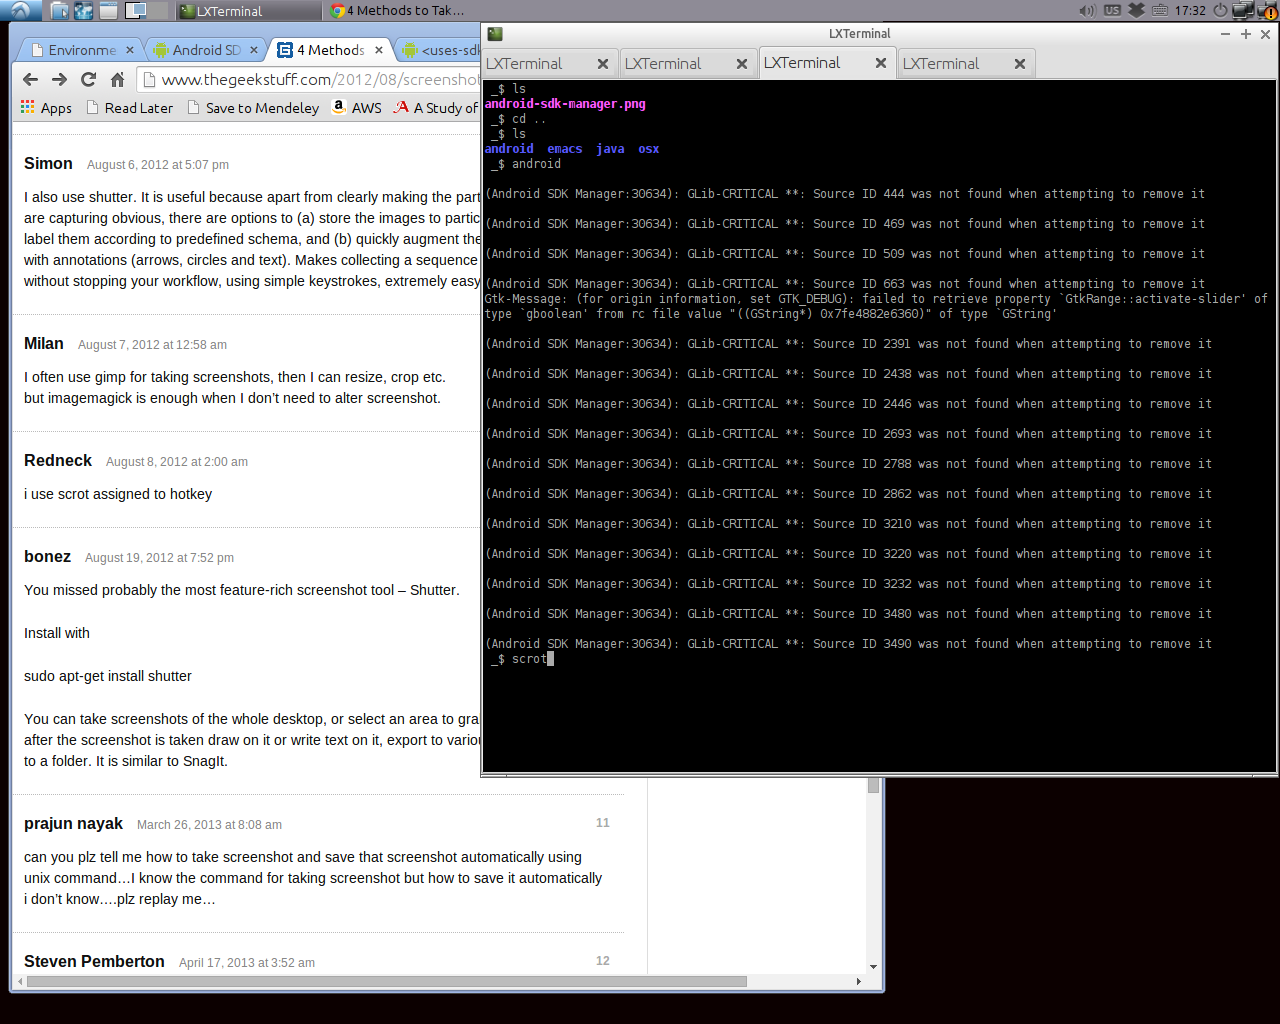 LXTerminal
4 Methods to Tak...
US
17:32
Environme
Android SD
4 Methods
<uses-sd
www.thegeekstuff.com/2012/08/screenshot
Apps
Read Later
Save to Mendeley
AWS
A Study of
Simon August 6, 2012 at 5:07 pm
I also use shutter. It is useful because apart from clearly making the part
are capturing obvious, there are options to (a) store the images to partic
label them according to predefined schema, and (b) quickly augment the
with annotations (arrows, circles and text). Makes collecting a sequence
without stopping your workflow, using simple keystrokes, extremely easy
Milan August 7, 2012 at 12:58 am
I often use gimp for taking screenshots, then I can resize, crop etc.
but imagemagick is enough when I don’t need to alter screenshot.
Redneck August 8, 2012 at 2:00 am
i use scrot assigned to hotkey
bonez August 19, 2012 at 7:52 pm
You missed probably the most feature-rich screenshot tool – Shutter.
Install with
sudo apt-get install shutter
You can take screenshots of the whole desktop, or select an area to gra
after the screenshot is taken draw on it or write text on it, export to variou
to a folder. It is similar to SnagIt.
prajun nayak March 26, 2013 at 8:08 am 11
can you plz tell me how to take screenshot and save that screenshot automatically using
unix command…I know the command for taking screenshot but how to save it automatically
i don’t know….plz replay me…
Steven Pemberton April 17, 2013 at 3:52 am 12
LXTerminal
LXTerminal
LXTerminal
LXTerminal
LXTerminal
_$ ls
android-sdk-manager.png
_$ cd ..
_$ ls
android emacs java osx
_$ android
(Android SDK Manager:30634): GLib-CRITICAL **: Source ID 444 was not found when attempting to remove it
(Android SDK Manager:30634): GLib-CRITICAL **: Source ID 469 was not found when attempting to remove it
(Android SDK Manager:30634): GLib-CRITICAL **: Source ID 509 was not found when attempting to remove it
(Android SDK Manager:30634): GLib-CRITICAL **: Source ID 663 was not found when attempting to remove it
Gtk-Message: (for origin information, set GTK_DEBUG): failed to retrieve property `GtkRange::activate-slider' of
type `gboolean' from rc file value "((GString*) 0x7fe4882e6360)" of type `GString'
(Android SDK Manager:30634): GLib-CRITICAL **: Source ID 2391 was not found when attempting to remove it
(Android SDK Manager:30634): GLib-CRITICAL **: Source ID 2438 was not found when attempting to remove it
(Android SDK Manager:30634): GLib-CRITICAL **: Source ID 2446 was not found when attempting to remove it
(Android SDK Manager:30634): GLib-CRITICAL **: Source ID 2693 was not found when attempting to remove it
(Android SDK Manager:30634): GLib-CRITICAL **: Source ID 2788 was not found when attempting to remove it
(Android SDK Manager:30634): GLib-CRITICAL **: Source ID 2862 was not found when attempting to remove it
(Android SDK Manager:30634): GLib-CRITICAL **: Source ID 3210 was not found when attempting to remove it
(Android SDK Manager:30634): GLib-CRITICAL **: Source ID 3220 was not found when attempting to remove it
(Android SDK Manager:30634): GLib-CRITICAL **: Source ID 3232 was not found when attempting to remove it
(Android SDK Manager:30634): GLib-CRITICAL **: Source ID 3480 was not found when attempting to remove it
(Android SDK Manager:30634): GLib-CRITICAL **: Source ID 3490 was not found when attempting to remove it
_$ scrot